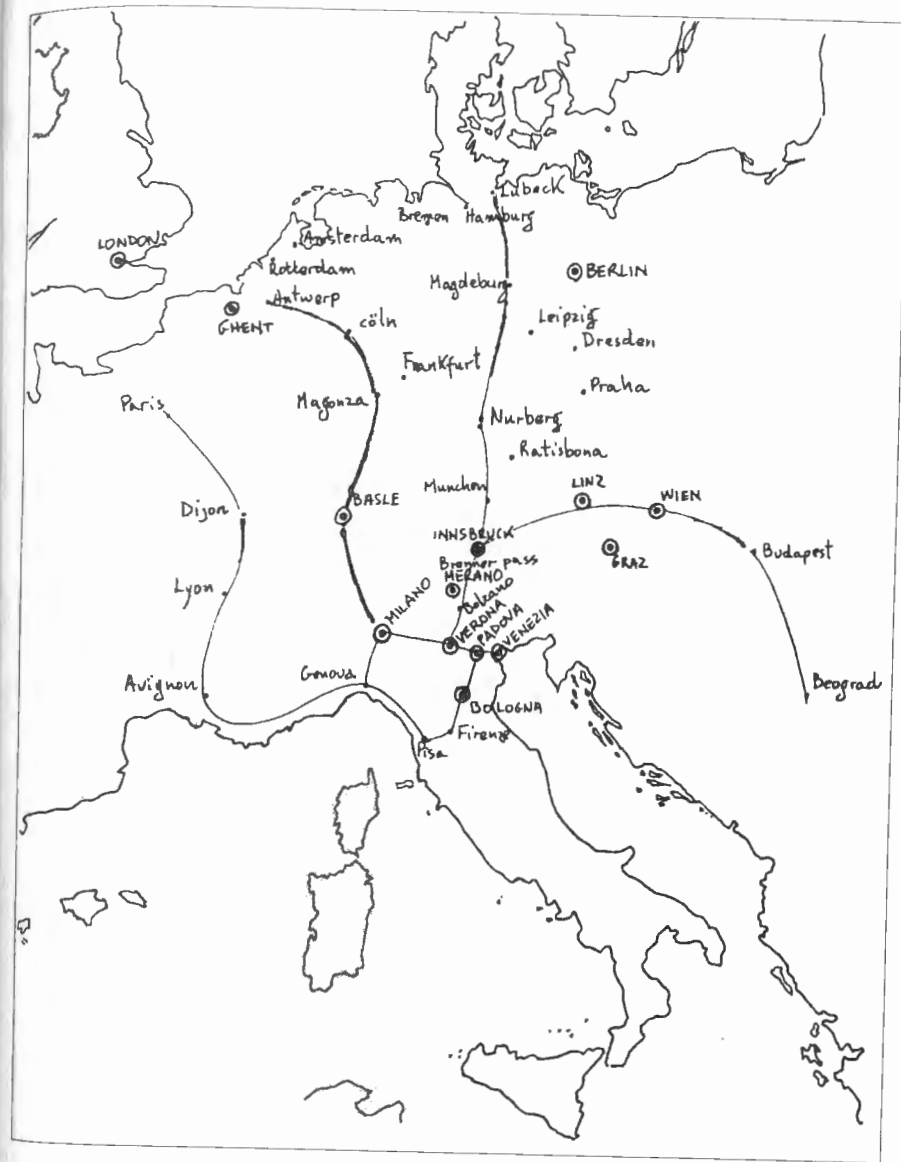 Lübeck
Bremen
Hamburg
LONDON
Amsterdam
Rotterdam
Antwerp
GHENT
Magdeburg
BERLIN
cöln
Leipzig
Dresden
Frankfurt
Praha
Paris
Magonza
Nurberg
Ratisbona
Munchen
LINZ
WIEN
BASLE
Dijon
INNSBRUCK
Brenner pass
GRAZ
Budapest
MERANO
Lyon
Bolzano
MILANO
VERONA
PADOVA
VENEZIA
Genova
Avignon
Beograd
BOLOGNA
Firenze
Pisa